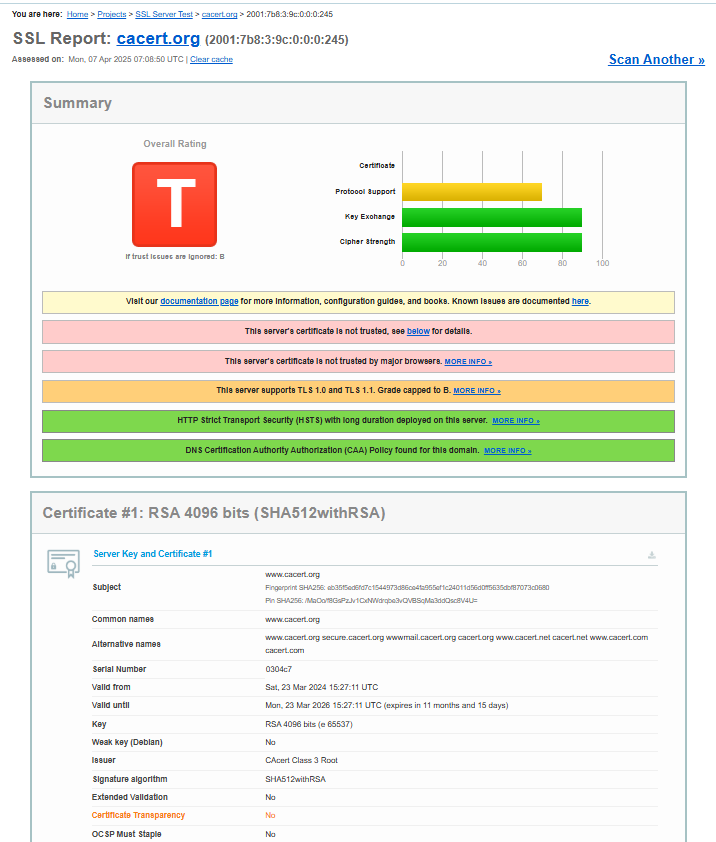 You are here: Home > Projects > SSL Server Test > cacert.org > 2001:7b8:3:9c:0:0:0:245
SSL Report: cacert.org (2001:7b8:3:9c:0:0:0:245)
Assessed on: Mon, 07 Apr 2025 07:08:50 UTC | Clear cache
Scan Another »
Summary
Overall Rating
T
If trust issues are ignored: B
Certificate
Protocol Support
Key Exchange
Cipher Strength
0 20 40 60 80 100
Visit our documentation page for more information, configuration guides, and books. Known issues are documented here.
This server's certificate is not trusted, see below for details.
This server's certificate is not trusted by major browsers. MORE INFO »
This server supports TLS 1.0 and TLS 1.1. Grade capped to B. MORE INFO »
HTTP Strict Transport Security (HSTS) with long duration deployed on this server. MORE INFO »
DNS Certification Authority Authorization (CAA) Policy found for this domain. MORE INFO »
Certificate #1: RSA 4096 bits (SHA512withRSA)
Server Key and Certificate #1
Subject
www.cacert.org
Fingerprint SHA256:
Pin SHA256:
Common names www.cacert.org
Alternative names
www.cacert.org secure.cacert.org wwwmail.cacert.org cacert.org www.cacert.net cacert.net www.cacert.com
cacert.com
Serial Number 0304c7
Valid from Sat, 23 Mar 2024 15:27:11 UTC
Valid until Mon, 23 Mar 2026 15:27:11 UTC (expires in 11 months and 15 days)
Key RSA 4096 bits (e 65537)
Weak key (Debian) No
Issuer CAcert Class 3 Root
Signature algorithm SHA512withRSA
Extended Validation No
Certificate Transparency No
OCSP Must Staple No